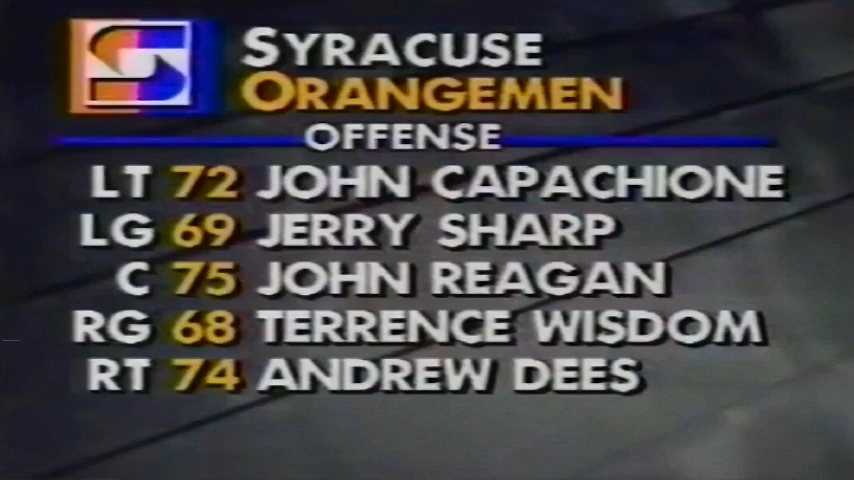 SYRACUSE
ORANGEMEN
OFFENSE
LT 72 JOHN CAPACHIONE
LG 69 JERRY SHARP
C 75 JOHN REAGAN
RG 68 TERRENCE WISDOM
RT 74 ANDREW DEES